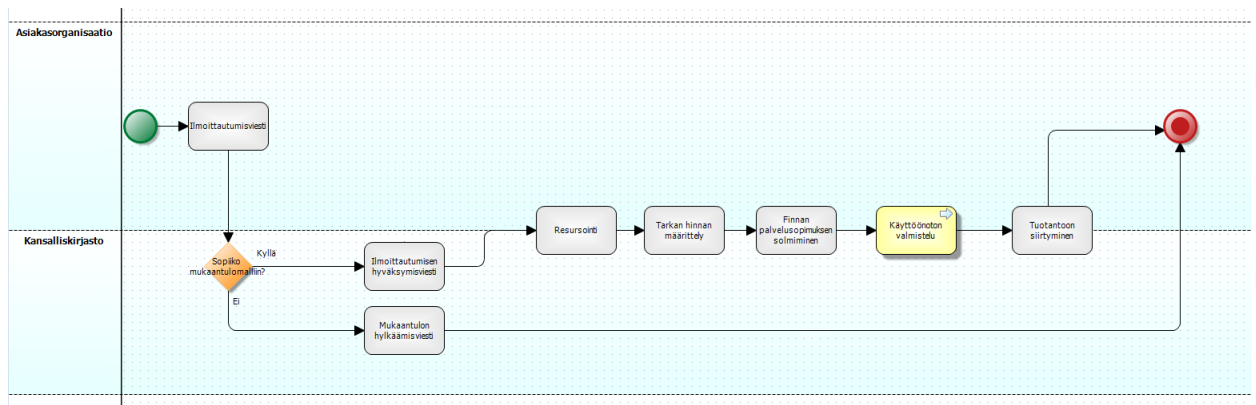 Asiakasorganisaatio
Ilmoittautumisviesti
Kansalliskirjasto
Sopiiko
mukaantulomalliin?
Kyllä
Ei
Ilmoittautumisen
hyväksymisviesti
Mukaantulon
hylkäämisviesti
Resursointi
Tarkan hinnan
määrittely
Finnan
palvelusopimuksen
solmiminen
Käyttöönoton
valmistelu
Tuotantoon
siirtyminen